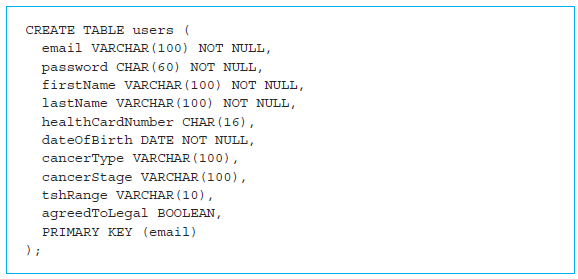 CREATE TABLE users (
  email VARCHAR(100) NOT NULL,
  password CHAR(60) NOT NULL,
  firstName VARCHAR(100) NOT NULL,
  lastName VARCHAR(100) NOT NULL,
  healthCardNumber CHAR(16),
  dateOfBirth DATE NOT NULL,
  cancerType VARCHAR(100),
  cancerStage VARCHAR(100),
  tshRange VARCHAR(10),
  agreedToLegal BOOLEAN,
  PRIMARY KEY (email)
);